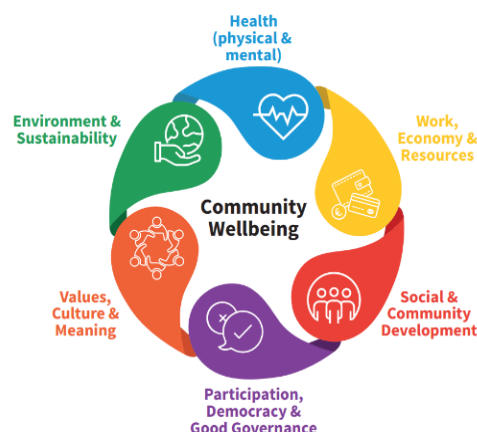 Health
(physical &
mental)
Environment &
Sustainability
Work,
Economy &
Resources
Community
Wellbeing
Values,
Culture &
Meaning
Social &
Community
Development
Participation,
Democracy &
Good Governance